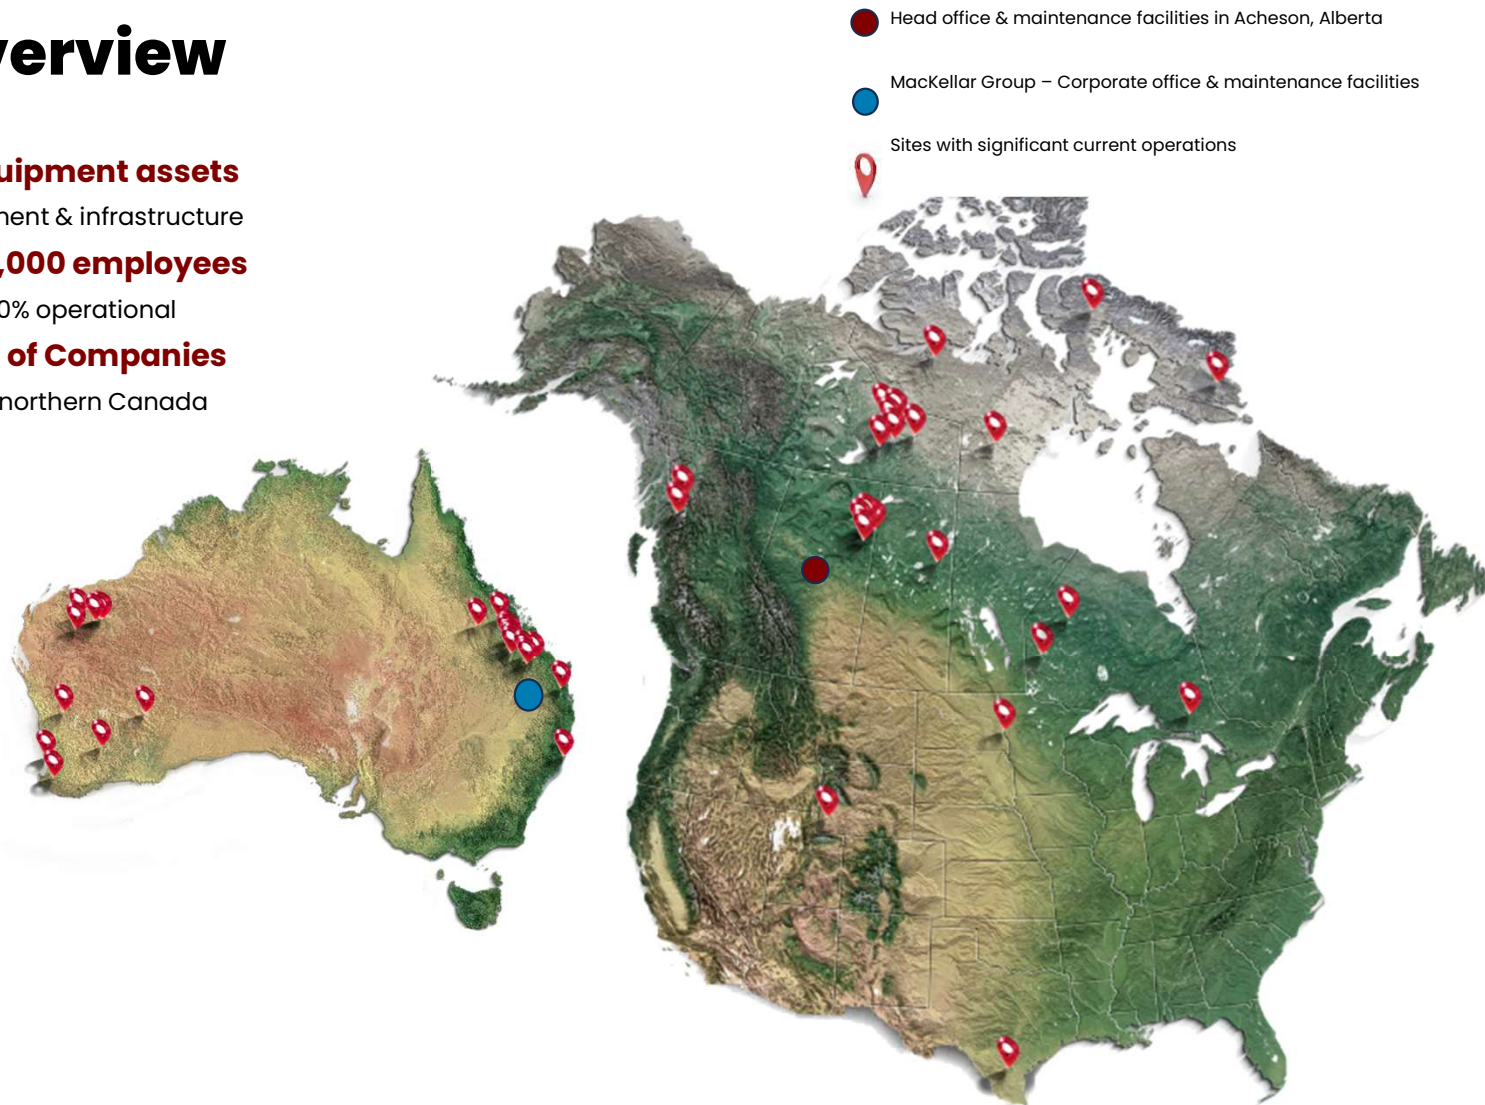 verview
uipment assets
nent & infrastructure
,000 employees
0% operational
of Companies
northern Canada
Head office & maintenance facilities in Acheson, Alberta
MacKellar Group – Corporate office & maintenance facilities
Sites with significant current operations